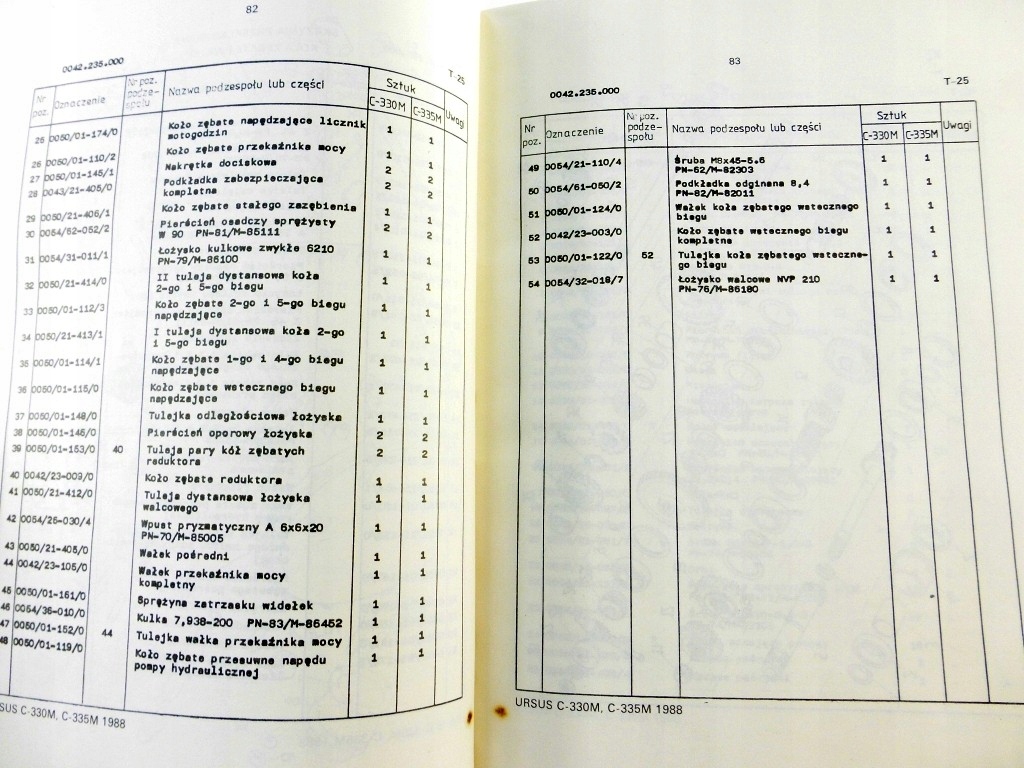 82
0042.235.000
T-25
Nr poz. Oznaczenie Nr poz. podze- społu Nazwa podzespołu lub części Sztuk C-330M C-335M Uwagi
25 0050/01-174/0 Koło zębate napędzające licznik 1 1
motogodzin
26 0050/01-110/2 Koło zębate przekaźnika mocy 1 1
27 0050/01-145/1 Nakrętka dociskowa 2 2
28 0043/21-405/0 Podkładka zabezpieczająca 2 2
kompletna
29 0050/21-406/1 Koło zębate stałego zazębienia 1 1
30 0054/62-052/2 Pierścień osadczy sprężysty 2 2
W 90 PN-81/M-85111
31 0054/31-011/1 Łożysko kulkowe zwykłe 6210 1 1
PN-79/M-86100
32 0050/21-414/0 II tuleja dystansowa koła 1 1
2-go i 5-go biegu
33 0050/01-112/3 Koło zębate 2-go i 5-go biegu 1 1
napędzające
34 0050/21-413/1 I tuleja dystansowa koła 2-go 1 1
i 5-go biegu
35 0050/01-114/1 Koło zębate 1-go i 4-go biegu 1 1
napędzające
36 0050/01-115/0 Koło zębate wstecznego biegu 1 1
napędzające
37 0050/01-148/0 Tulejka odległościowa łożyska 1 1
38 0050/01-146/0 Pierścień oporowy łożyska 2 2
39 0050/01-153/0 40 Tuleja pary kół zębatych 2 2
reduktora
40 0042/23-009/0 Koło zębate reduktora 1 1
41 0050/21-412/0 Tuleja dystansowa łożyska 1 1
walcowego
42 0054/26-030/4 Wpust pryzmatyczny A 6x6x20 1 1
PN-70/M-85005
43 0050/21-405/0 Wałek pośredni 1 1
44 0042/23-105/0 Wałek przekaźnika mocy 1 1
kompletny
45 0050/01-161/0 Sprężyna zatrzasku widełek 1 1
46 0054/36-010/0 Kulka 7,938-200 PN-83/M-86452 1 1
47 0050/01-152/0 44 Tulejka wałka przekaźnika mocy 1 1
48 0050/01-119/0 Koło zębate przesuwne napędu 1 1
pompy hydraulicznej
SUS C-330M, C-335M 1988
83
0042.235.000
T-25
Nr poz. Oznaczenie Nr poz. podze- społu Nazwa podzespołu lub części Sztuk C-330M C-335M Uwagi
49 0054/21-110/4 Śruba M8x45-5.6 1 1
PN-62/M-82303
50 0054/61-050/2 Podkładka odginana 8,4 1 1
PN-82/M-82011
51 0050/01-124/0 Wałek koła zębatego wstecznego 1 1
biegu
52 0042/23-003/0 Koło zębate wstecznego biegu 1 1
kompletne
53 0050/01-122/0 52 Tulejka koła zębatego wsteczne- 1 1
go biegu
54 0054/32-018/7 Łożysko walcowe NVP 210 1 1
PN-76/M-86180
URSUS C-330M, C-335M 1988